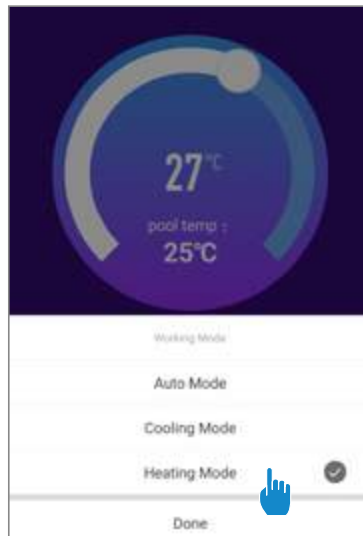 27°C
pool temp :
25°C
Working Mode
Auto Mode
Cooling Mode
Heating Mode
Done